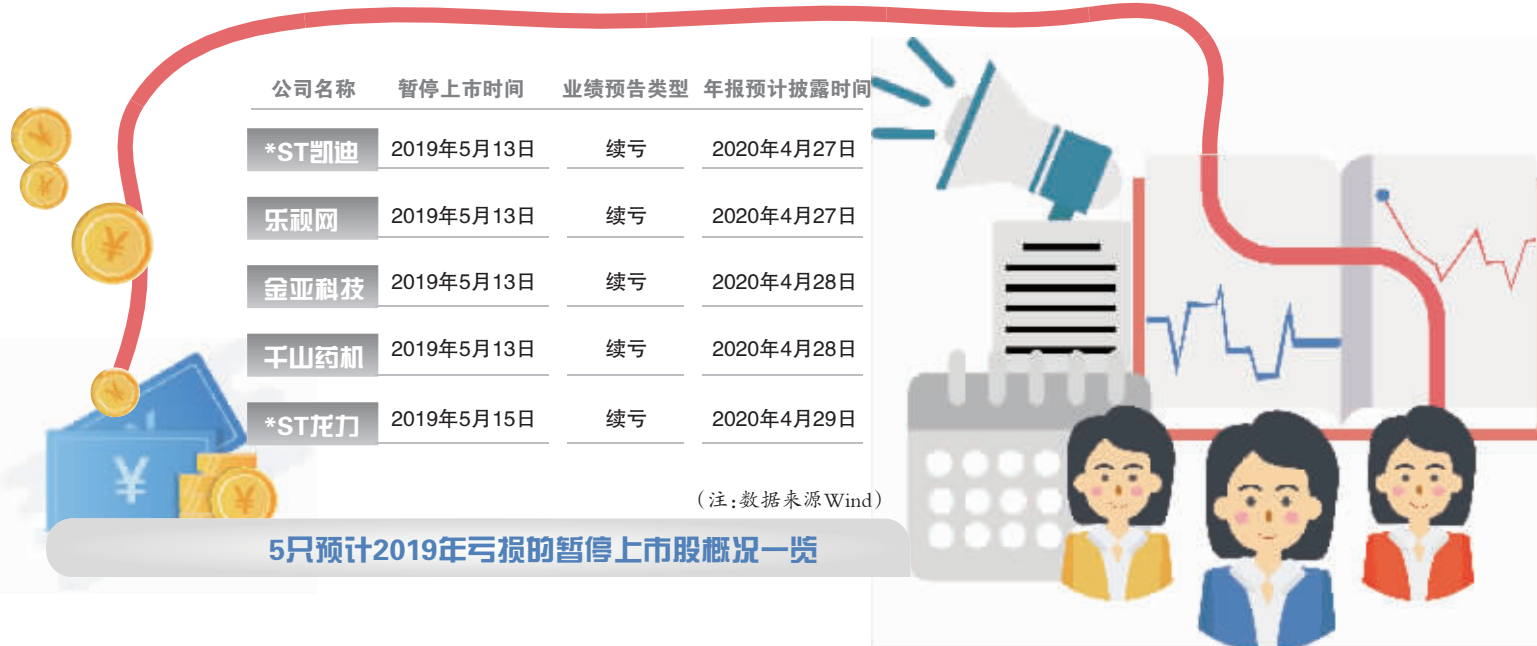 公司名称 暂停上市时间 业绩预告类型 年报预计披露时间
*ST凯迪 2019年5月13日 续亏 2020年4月27日
乐视网 2019年5月13日 续亏 2020年4月27日
金亚科技 2019年5月13日 续亏 2020年4月28日
千山药机 2019年5月13日 续亏 2020年4月28日
*ST龙力 2019年5月15日 续亏 2020年4月29日
(注:数据来源Wind)
¥
¥
¥
¥
¥
¥
5只预计2019年亏损的暂停上市股概况一览